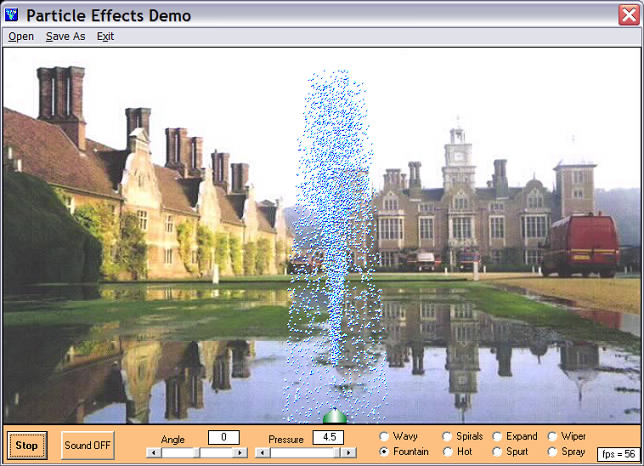 Particle Effects Demo
Open Save As Exit
Stop Sound OFF Angle 0 Pressure 4.5
Wavy Spirals Expand Wiper
Fountain Hot Spurt Spray
fps = 56